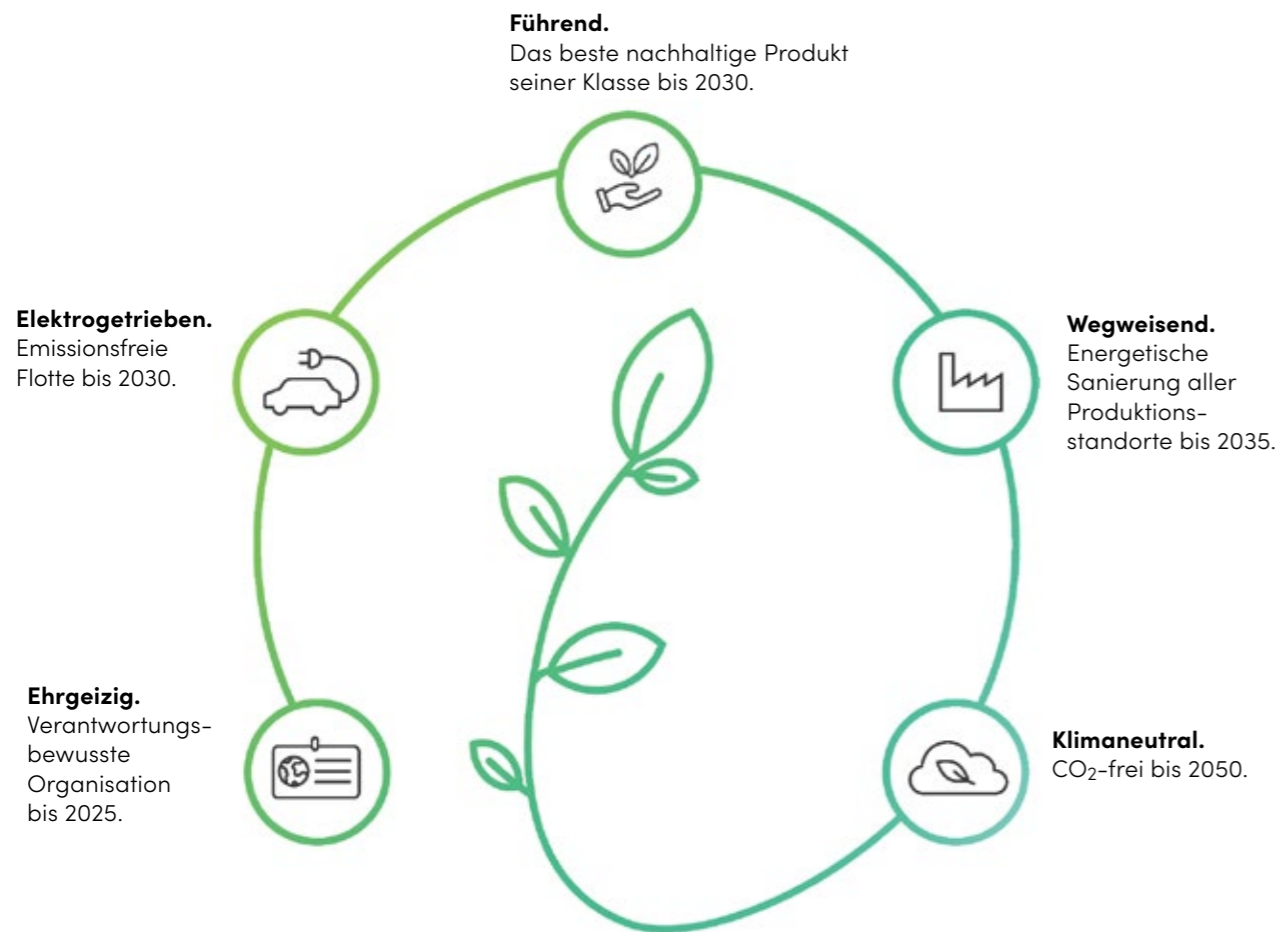 Führend.
Das beste nachhaltige Produkt
seiner Klasse bis 2030.
Elektrogetrieben.
Emissionsfreie
Flotte bis 2030.
Wegweisend.
Energetische
Sanierung aller
Produktions-
standorte bis 2035.
Ehrgeizig.
Verantwortungs-
bewusste
Organisation
bis 2025.
Klimaneutral.
CO₂-frei bis 2050.